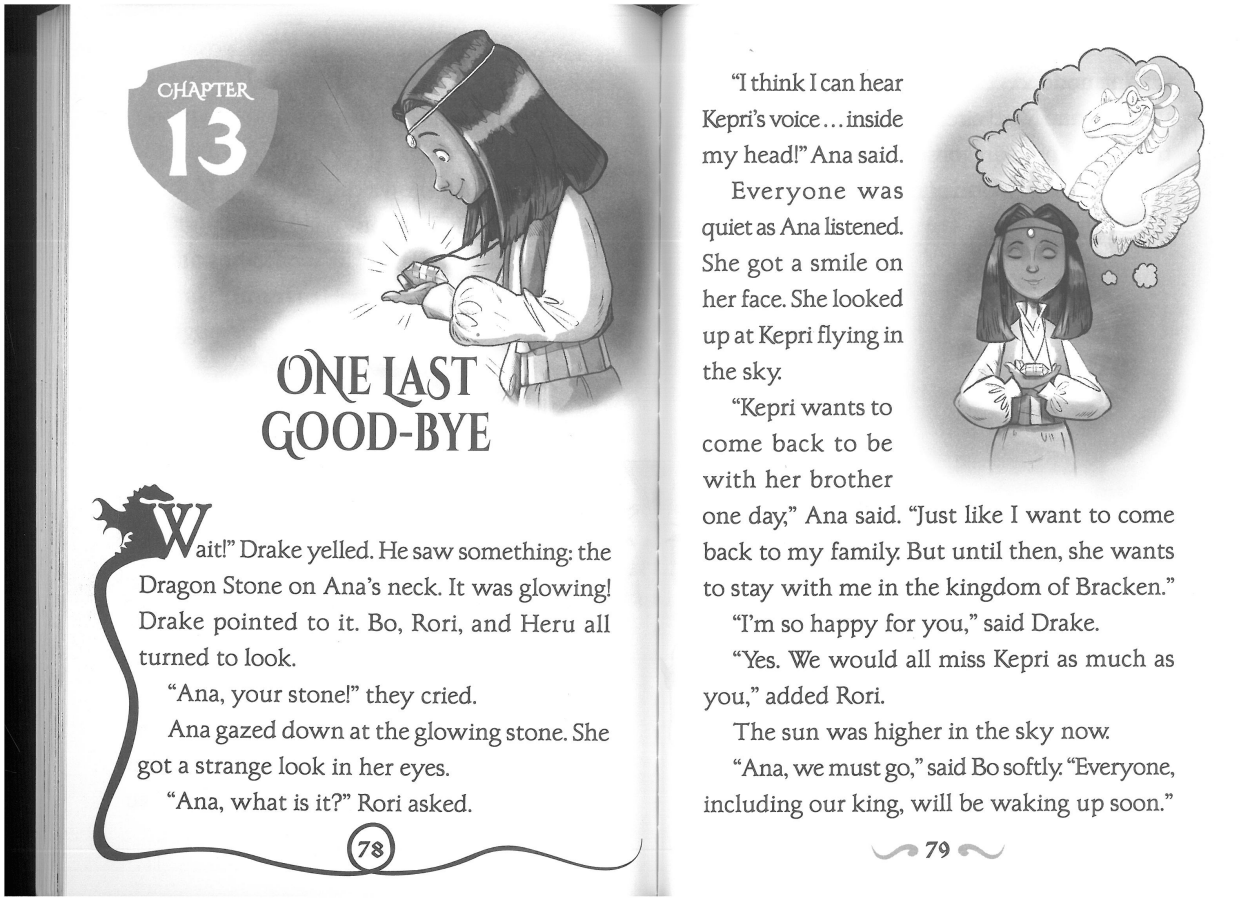 CHAPTER
13
ONE LAST
GOOD-BYE
Wait!” Drake yelled. He saw something: the
Dragon Stone on Ana’s neck. It was glowing!
Drake pointed to it. Bo, Rori, and Heru all
turned to look.
“Ana, your stone!” they cried.
Ana gazed down at the glowing stone. She
got a strange look in her eyes.
“Ana, what is it?” Rori asked.
78
“I think I can hear
Kepri’s voice...inside
my head!” Ana said.
Everyone was
quiet as Ana listened.
She got a smile on
her face. She looked
up at Kepri flying in
the sky.
“Kepri wants to
come back to be
with her brother
one day,” Ana said. “Just like I want to come
back to my family. But until then, she wants
to stay with me in the kingdom of Bracken.”
“I’m so happy for you,” said Drake.
“Yes. We would all miss Kepri as much as
you,” added Rori.
The sun was higher in the sky now.
“Ana, we must go,” said Bo softly. “Everyone,
including our king, will be waking up soon.”
79